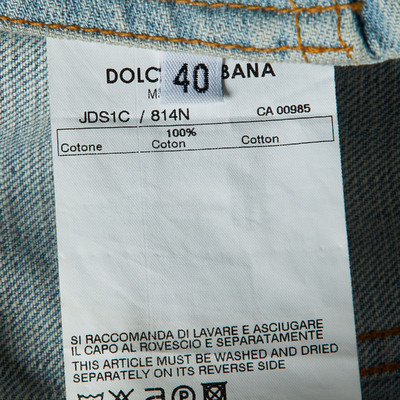 DOLC BANA
40
JDS1C / 814N CA 00985
100%
Cotone Coton Cotton
SI RACCOMANDA DI LAVARE E ASCIUGARE
IL CAPO AL ROVESCIO E SEPARATAMENTE
THIS ARTICLE MUST BE WASHED AND DRIED
SEPARATELY ON ITS REVERSE SIDE